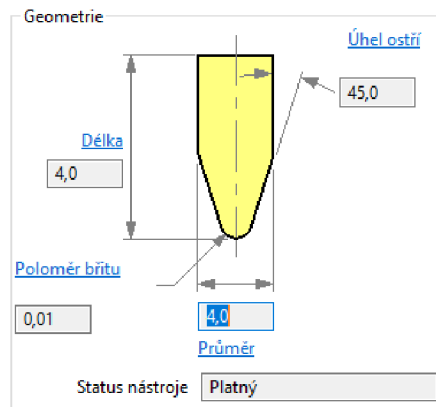 Geometrie
Úhel ostří
45,0
Délka
4,0
Poloměr břitu
0,01
4,0
Průměr
Status nástroje
Platný